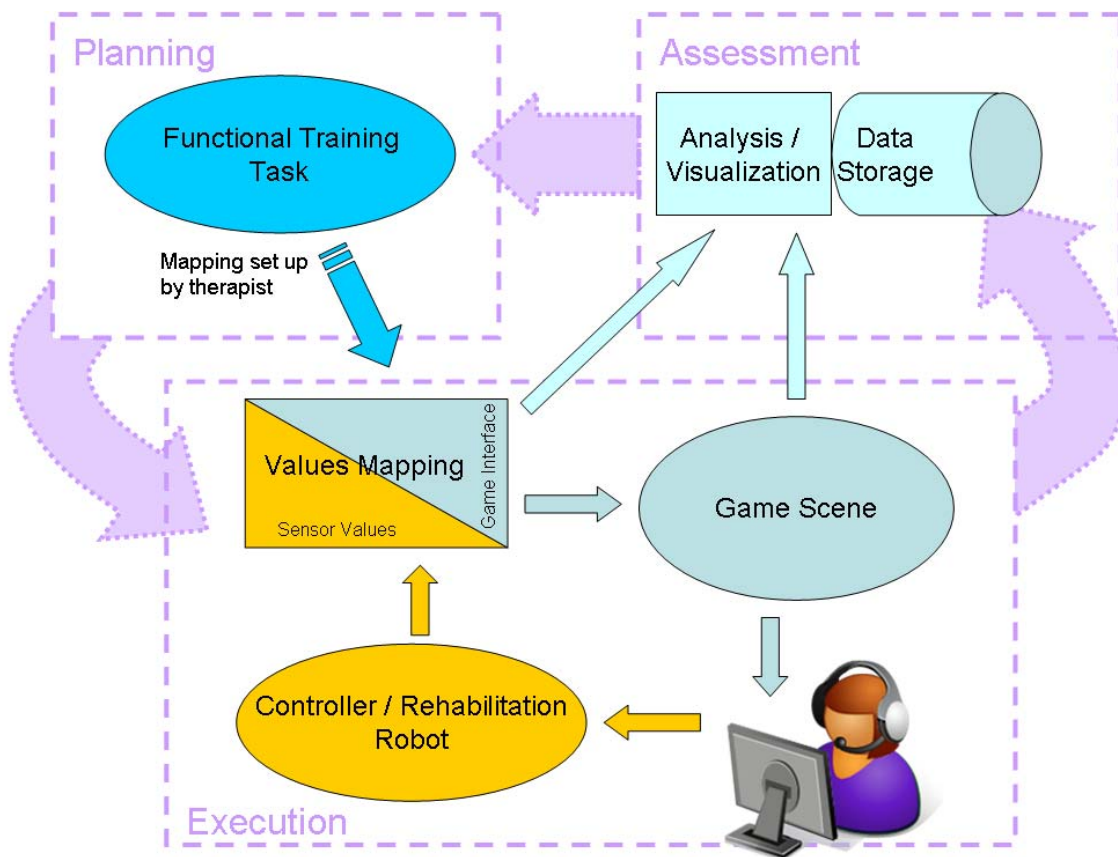 Planning
Assessment
Functional Training
Task
Analysis /
Visualization
Data
Storage
Mapping set up
by therapist
Values Mapping
Game Interface
Sensor Values
Game Scene
Controller / Rehabilitation
Robot
Execution